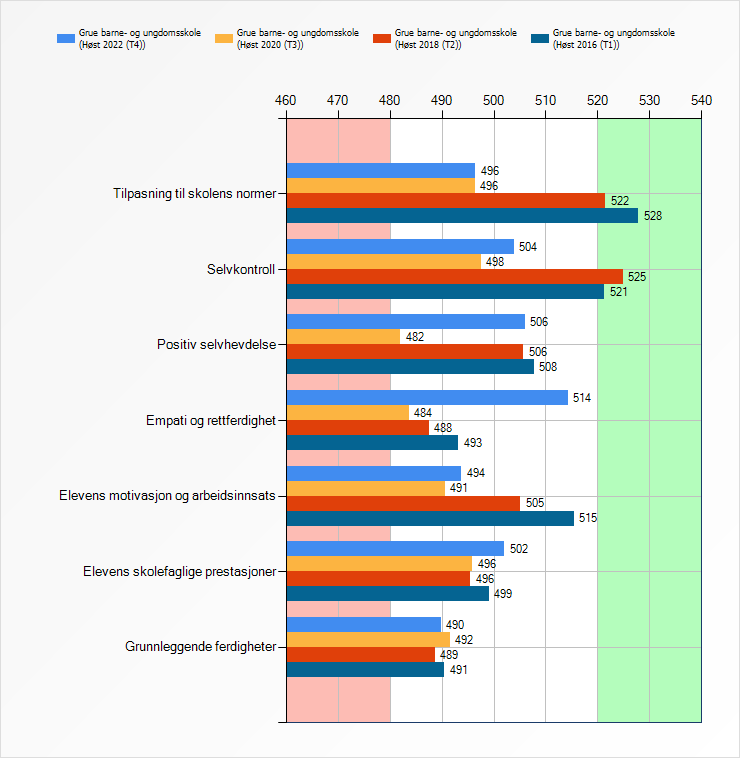 Grue barne- og ungdomsskole
(Høst 2022 (T4))
Grue barne- og ungdomsskole
(Høst 2020 (T3))
Grue barne- og ungdomsskole
(Høst 2018 (T2))
Grue barne- og ungdomsskole
(Høst 2016 (T1))
460 470 480 490 500 510 520 530 540
496
496
Tilpasning til skolens normer
522
528
504
498
Selvkontroll
525
521
506
482
Positiv selvhevdelse
506
508
514
484
Empati og rettferdighet
488
493
494
491
Elevens motivasjon og arbeidsinnsats
505
515
502
496
Elevens skolefaglige prestasjoner
496
499
490
492
Grunnleggende ferdigheter
489
491